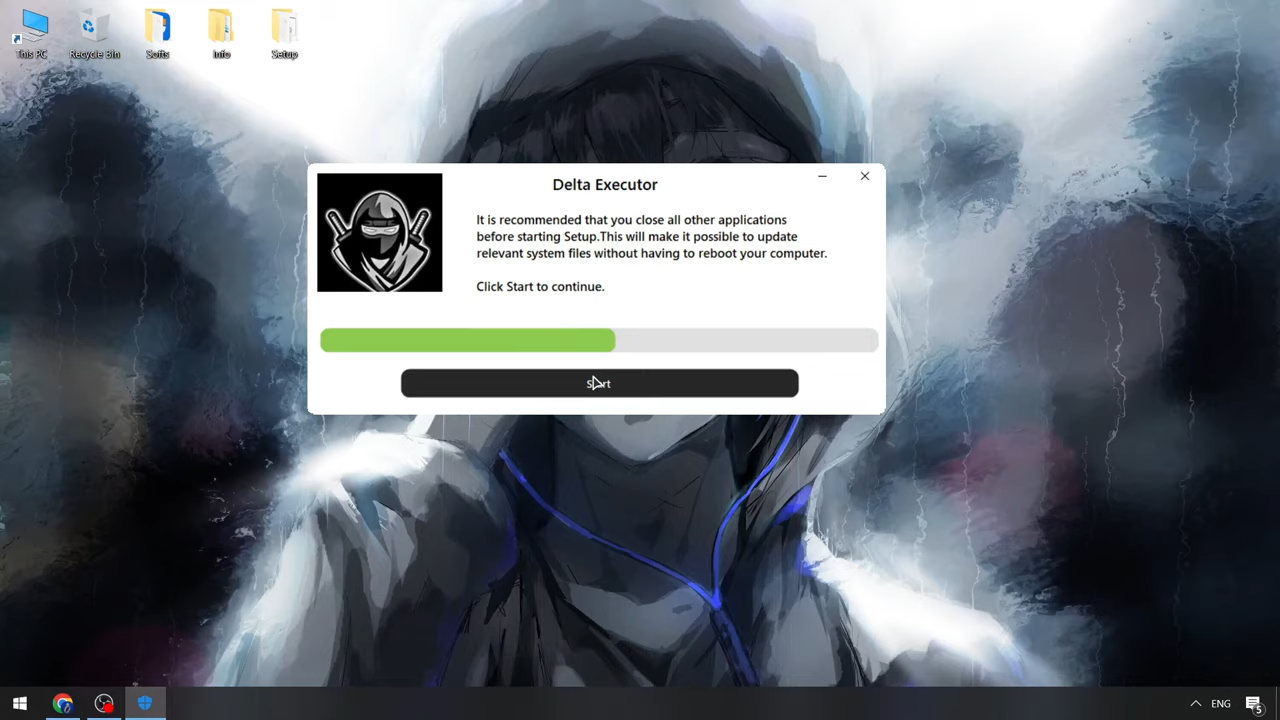 This PC
Recycle Bin
Softs
Info
Setup
Delta Executor
It is recommended that you close all other applications
before starting Setup.This will make it possible to update
relevant system files without having to reboot your computer.
Click Start to continue.
Start
ENG
5